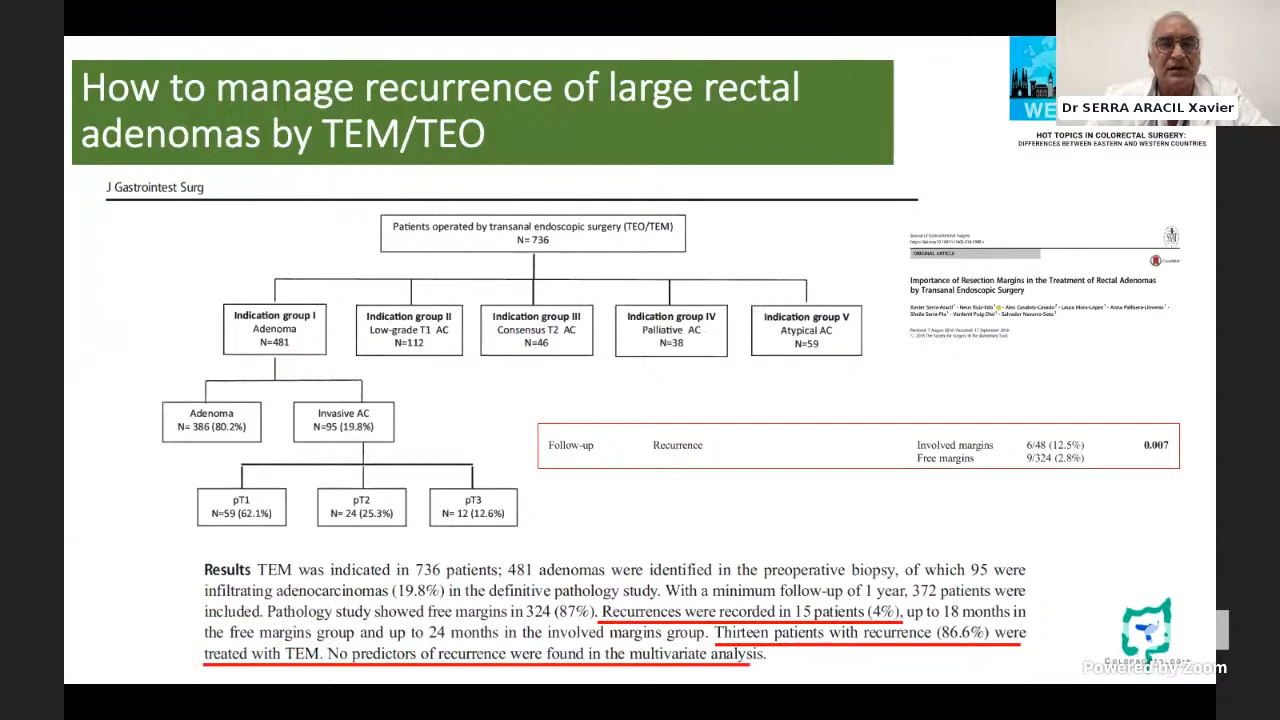 How to manage recurrence of large rectal
adenomas by TEM/TEO
WE
Dr SERRA ARACIL Xavier
HOT TOPICS IN COLORECTAL SURGERY:
DIFFERENCES BETWEEN EASTERN AND WESTERN COUNTRIES
J Gastrointest Surg
Patients operated by transanal endoscopic surgery (TEO/TEM)
N= 736
Indication group I
Adenoma
N=481
Indication group II
Low-grade T1 AC
N=112
Indication group III
Consensus T2 AC
N=46
Indication group IV
Palliative AC
N=38
Indication group V
Atypical AC
N=59
Adenoma
N= 386 (80.2%)
Invasive AC
N=95 (19.8%)
pT1
N=59 (62.1%)
pT2
N= 24 (25.3%)
pT3
N= 12 (12.6%)
Journal of Gastrointestinal Surgery
ORIGINAL ARTICLE
Importance of Resection Margins in the Treatment of Rectal Adenomas
by Transanal Endoscopic Surgery
Follow-up Recurrence Involved margins 6/48 (12.5%) 0.007
Free margins 9/324 (2.8%)
Results TEM was indicated in 736 patients; 481 adenomas were identified in the preoperative biopsy, of which 95 were
infiltrating adenocarcinomas (19.8%) in the definitive pathology study. With a minimum follow-up of 1 year, 372 patients were
included. Pathology study showed free margins in 324 (87%). Recurrences were recorded in 15 patients (4%), up to 18 months in
the free margins group and up to 24 months in the involved margins group. Thirteen patients with recurrence (86.6%) were
treated with TEM. No predictors of recurrence were found in the multivariate analysis.
Powered by Zoom